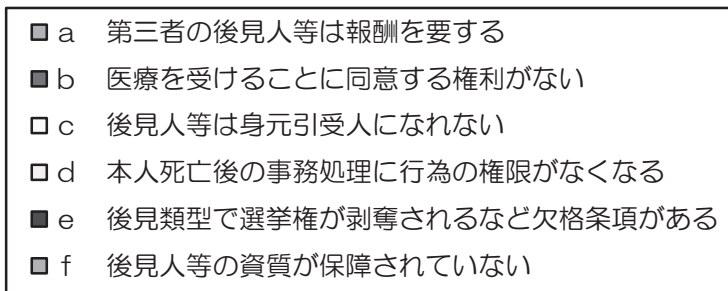 a 第三者の後見人等は報酬を要する
b 医療を受けることに同意する権利がない
c 後見人等は身元引受人になれない
d 本人死亡後の事務処理に行為の権限がなくなる
e 後見類型で選挙権が剥奪されるなど欠格条項がある
f 後見人等の資質が保障されていない